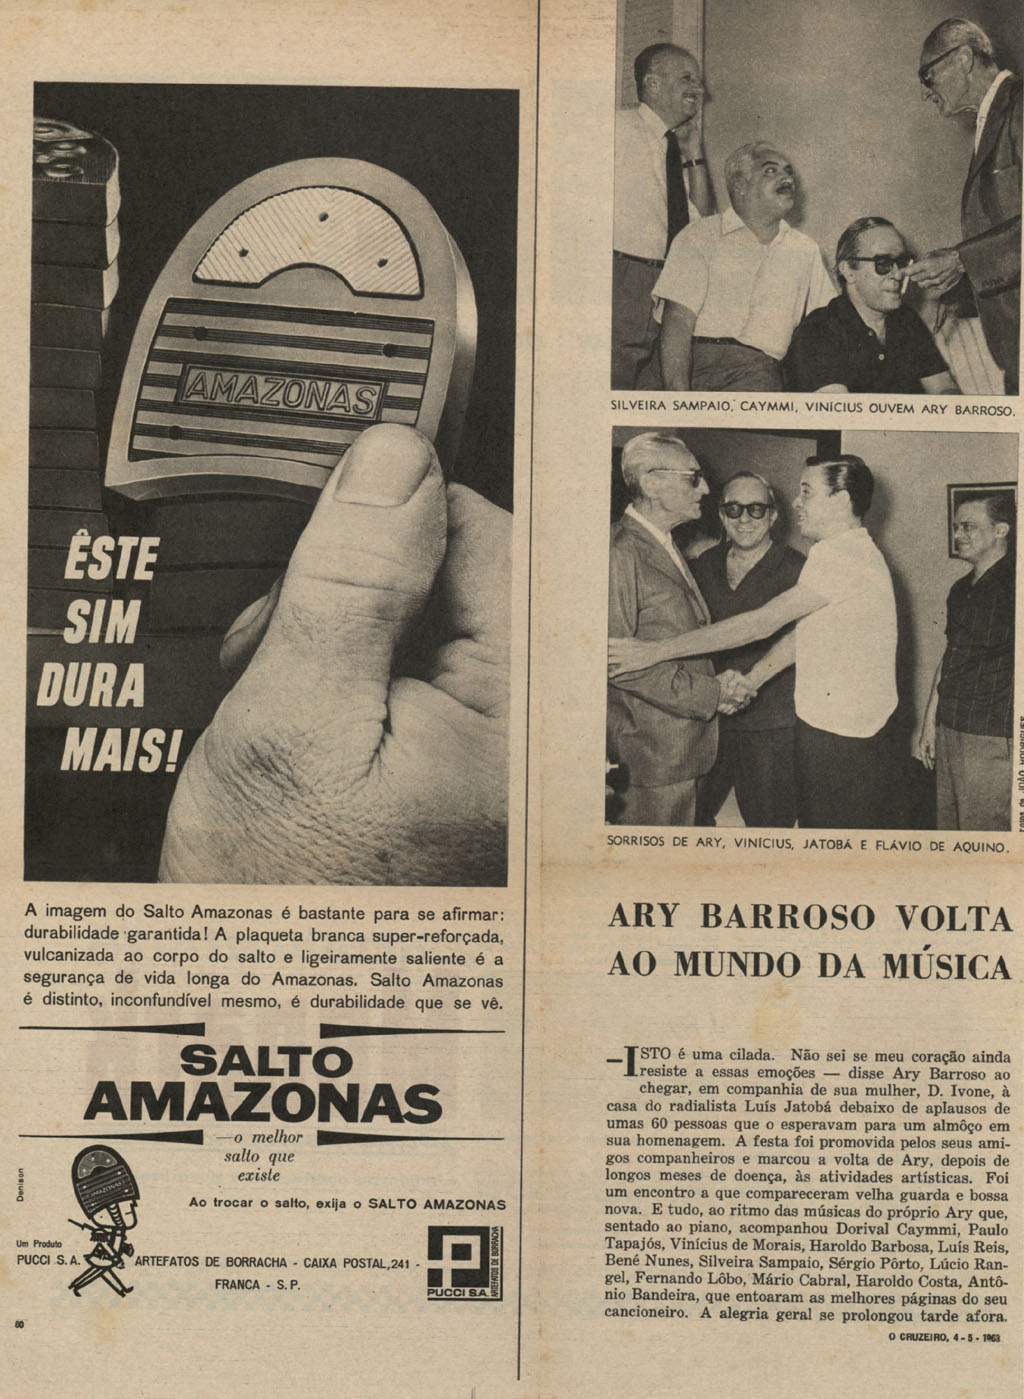 AMAZONAS
ÊSTE
SIM
DURA
MAIS!
A imagem do Salto Amazonas é bastante para se afirmar:
durabilidade garantida! A plaqueta branca super-reforçada,
vulcanizada ao corpo do salto e ligeiramente saliente é a
segurança de vida longa do Amazonas. Salto Amazonas
é distinto, inconfundível mesmo, é durabilidade que se vê.
SALTO
AMAZONAS
—o melhor
salto que
existe
Ao trocar o salto, exija o SALTO AMAZONAS
Denison
AMAZONAS
Um Produto
PUCCI S.A. ARTEFATOS DE BORRACHA - CAIXA POSTAL,241 -
FRANCA - S. P.
PUCCI S.A.
ARTEFATOS DE BORRACHA
60
SILVEIRA SAMPAIO, CAYMMI, VINÍCIUS OUVEM ARY BARROSO.
Fotos de JOÃO RODRIGUES
SORRISOS DE ARY, VINÍCIUS, JATOBÁ E FLÁVIO DE AQUINO.
ARY BARROSO VOLTA
AO MUNDO DA MÚSICA
—ISTO é uma cilada. Não sei se meu coração ainda
resiste a essas emoções — disse Ary Barroso ao
chegar, em companhia de sua mulher, D. Ivone, à
casa do radialista Luís Jatobá debaixo de aplausos de
umas 60 pessoas que o esperavam para um almôço em
sua homenagem. A festa foi promovida pelos seus ami-
gos companheiros e marcou a volta de Ary, depois de
longos meses de doença, às atividades artísticas. Foi
um encontro a que compareceram velha guarda e bossa
nova. E tudo, ao ritmo das músicas do próprio Ary que,
sentado ao piano, acompanhou Dorival Caymmi, Paulo
Tapajós, Vinícius de Morais, Haroldo Barbosa, Luís Reis,
Bené Nunes, Silveira Sampaio, Sérgio Pôrto, Lúcio Ran-
gel, Fernando Lôbo, Mário Cabral, Haroldo Costa, Antô-
nio Bandeira, que entoaram as melhores páginas do seu
cancioneiro. A alegria geral se prolongou tarde afora.
O CRUZEIRO, 4 - 5 - 1963